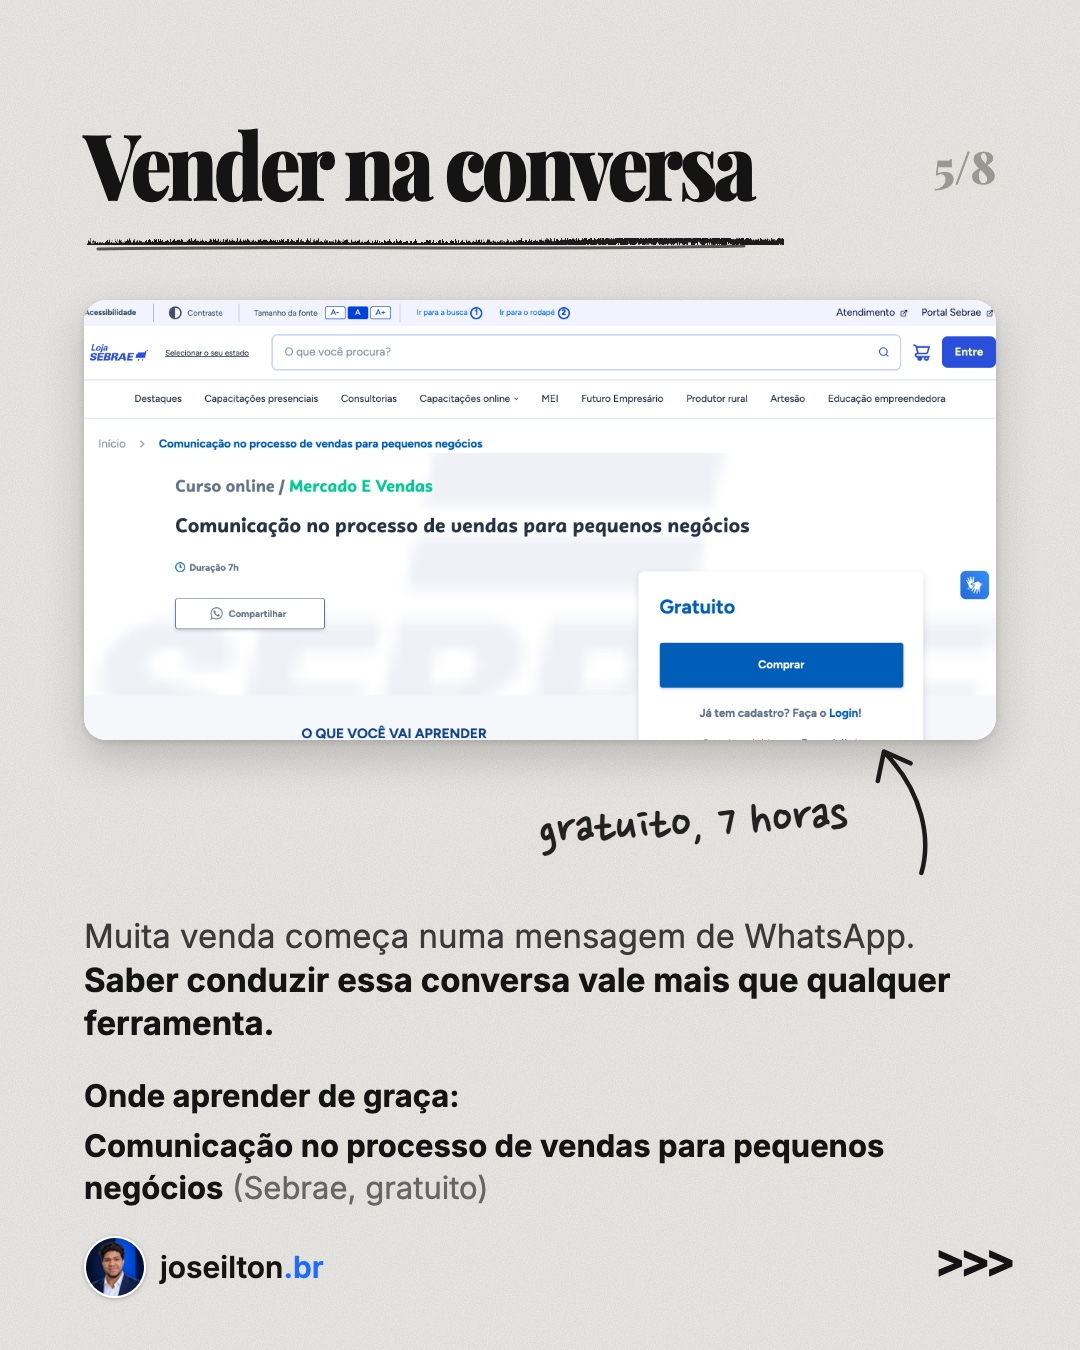 Vender na conversa
5/8
Acessibilidade Contraste Tamanho da fonte A- A A+ Ir para a busca 1 Ir para o rodapé 2 Atendimento Portal Sebrae
Loja
SEBRAE
Selecionar o seu estado
O que você procura?
Entre
Destaques Capacitações presenciais Consultorias Capacitações online MEI Futuro Empresário Produtor rural Artesão Educação empreendedora
Início > Comunicação no processo de vendas para pequenos negócios
Curso online / Mercado E Vendas
Comunicação no processo de vendas para pequenos negócios
Duração 7h
Compartilhar
Gratuito
Comprar
Já tem cadastro? Faça o Login!
O QUE VOCÊ VAI APRENDER
gratuito, 7 horas
Muita venda começa numa mensagem de WhatsApp.
Saber conduzir essa conversa vale mais que qualquer
ferramenta.
Onde aprender de graça:
Comunicação no processo de vendas para pequenos
negócios (Sebrae, gratuito)
joseilton.br
>>>